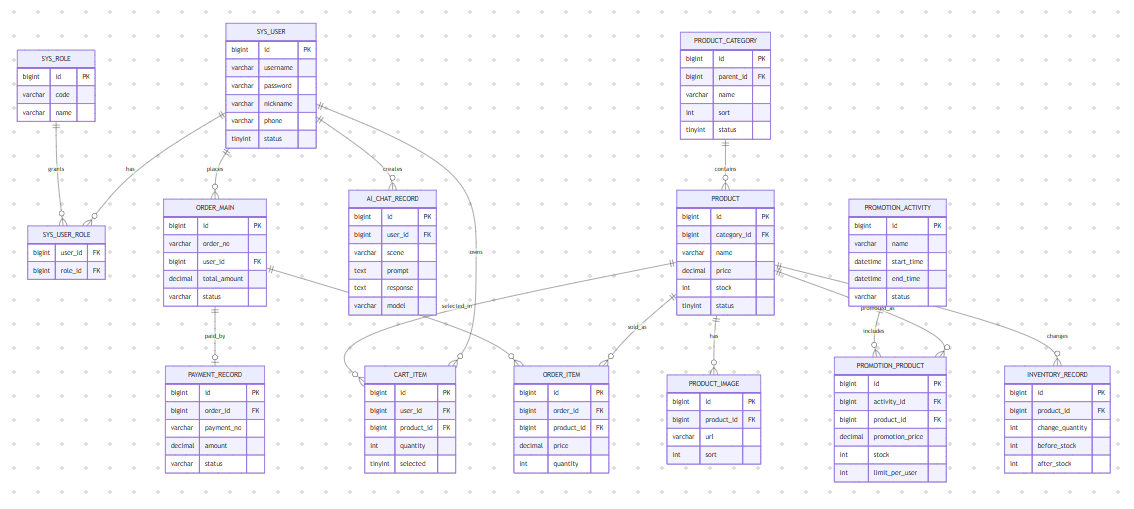 SYS_USER
bigint id PK
varchar username
varchar password
varchar nickname
varchar phone
tinyint status
PRODUCT_CATEGORY
bigint id PK
bigint parent_id FK
varchar name
int sort
tinyint status
SYS_ROLE
bigint id PK
varchar code
varchar name
grants
has
places
creates
contains
owns
SYS_USER_ROLE
bigint user_id FK
bigint role_id FK
ORDER_MAIN
bigint id PK
varchar order_no
bigint user_id FK
decimal total_amount
varchar status
AI_CHAT_RECORD
bigint id PK
bigint user_id FK
varchar scene
text prompt
text response
varchar model
PRODUCT
bigint id PK
bigint category_id FK
varchar name
decimal price
int stock
tinyint status
PROMOTION_ACTIVITY
bigint id PK
varchar name
datetime start_time
datetime end_time
varchar status
selected_in
promoted_as
sold_as
includes
paid_by
has
changes
PAYMENT_RECORD
bigint id PK
bigint order_id FK
varchar payment_no
decimal amount
varchar status
CART_ITEM
bigint id PK
bigint user_id FK
bigint product_id FK
int quantity
tinyint selected
ORDER_ITEM
bigint id PK
bigint order_id FK
bigint product_id FK
decimal price
int quantity
PRODUCT_IMAGE
bigint id PK
bigint product_id FK
varchar url
int sort
PROMOTION_PRODUCT
bigint id PK
bigint activity_id FK
bigint product_id FK
decimal promotion_price
int stock
int limit_per_user
INVENTORY_RECORD
bigint id PK
bigint product_id FK
int change_quantity
int before_stock
int after_stock